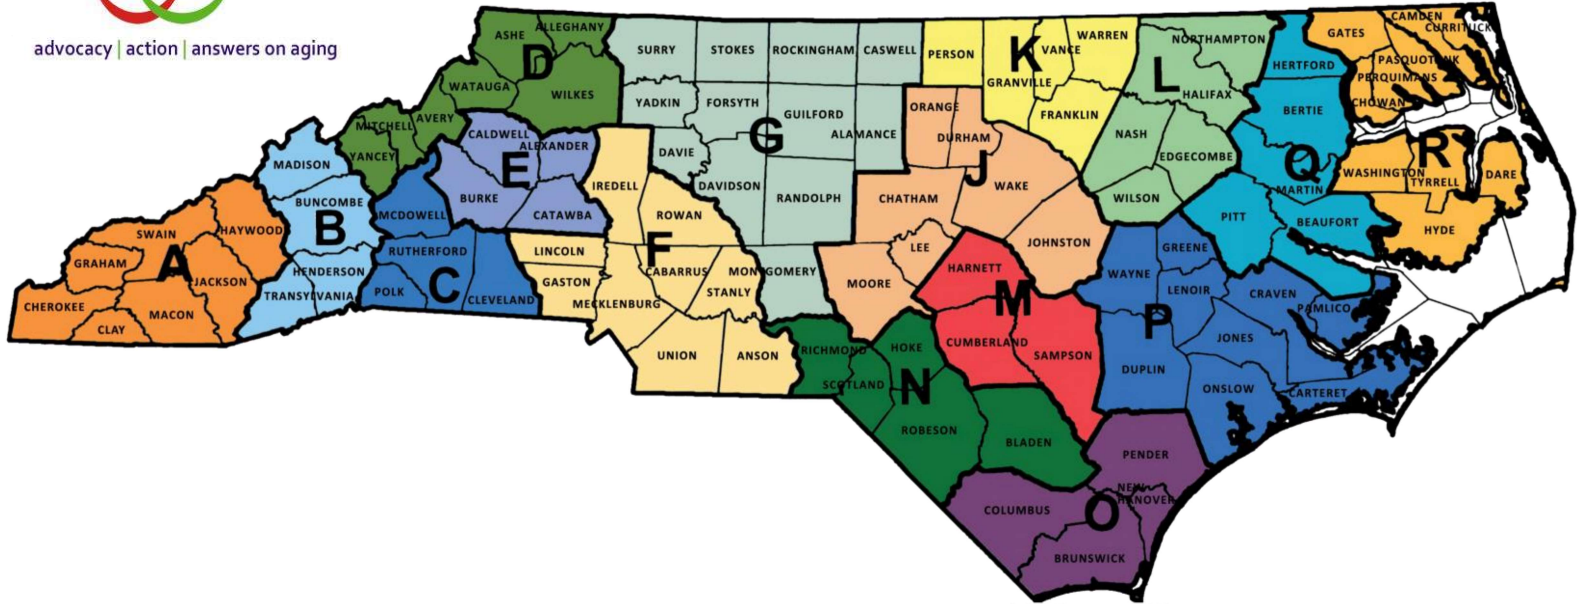 advocacy | action | answers on aging
ASHE
ALLEGHANY
D
WATAUGA
WILKES
MITCHELL
AVERY
YANCEY
SURRY
STOKES
ROCKINGHAM
CASWELL
YADKIN
FORSYTH
GUILFORD
ALAMANCE
G
DAVIE
DAVIDSON
RANDOLPH
MONTGOMERY
PERSON
K
VANCE
WARREN
GRANVILLE
FRANKLIN
NORTHAMPTON
L
HALIFAX
NASH
EDGECOMBE
WILSON
HERTFORD
BERTIE
Q
MARTIN
PITT
BEAUFORT
GATES
CAMDEN
CURRITUCK
PASQUOTANK
PERQUIMANS
CHOWAN
R
WASHINGTON
TYRRELL
DARE
HYDE
CALDWELL
ALEXANDER
E
BURKE
CATAWBA
MADISON
BUNCOMBE
B
HENDERSON
TRANSYLVANIA
HAYWOOD
SWAIN
GRAHAM
A
JACKSON
CHEROKEE
MACON
CLAY
MCDOWELL
RUTHERFORD
POLK
C
CLEVELAND
IREDELL
ROWAN
LINCOLN
F
CABARRUS
GASTON
STANLY
MECKLENBURG
UNION
ANSON
ORANGE
DURHAM
J
WAKE
CHATHAM
LEE
JOHNSTON
MOORE
HARNETT
M
CUMBERLAND
SAMPSON
RICHMOND
HOKE
SCOTLAND
N
ROBESON
BLADEN
WAYNE
GREENE
LENOIR
CRAVEN
PAMLICO
P
JONES
DUPLIN
ONSLOW
CARTERET
PENDER
NEW
HANOVER
COLUMBUS
O
BRUNSWICK